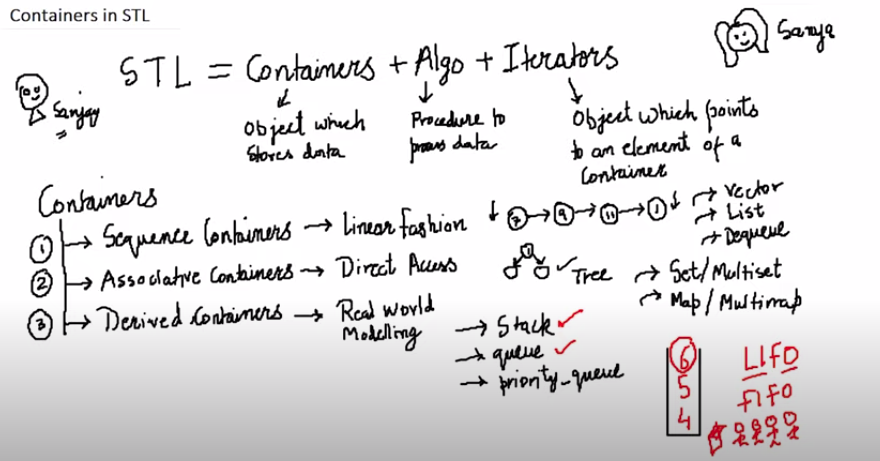 Containers in STL
STL = Containers + Algo + Iterators
Sanya
Sanjay
Object which
stores data
Procedure to
process data
Object which points
to an element of a
Container
Containers
1 → Sequence Containers → Linear fashion
7 → 9 → 11 → 1
→ Vector
→ List
→ Dequeue
2 → Associative Containers → Direct Access
Tree
→ Set/Multiset
→ Map/Multimap
3 → Derived Containers → Real World
Modelling
→ Stack
→ queue
→ priority_queue
6
5
4
LIFO
FIFO